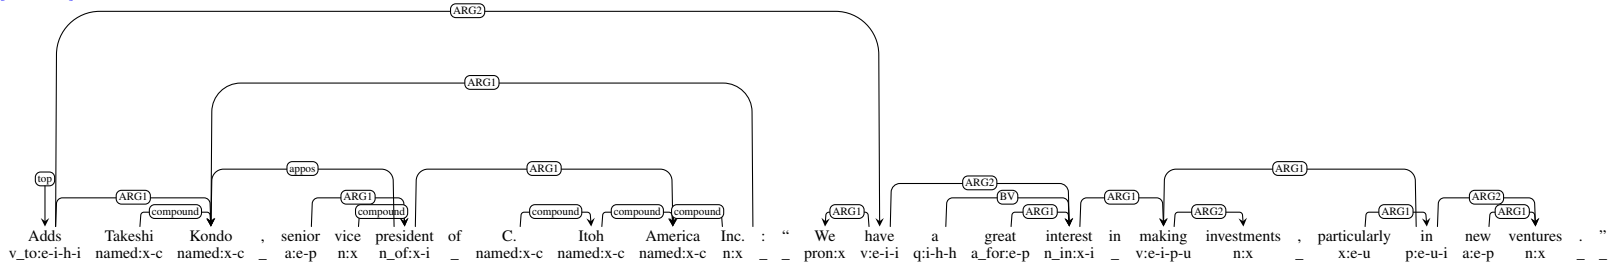 ARG2
ARG1
appos ARG1 ARG1
top ARG2
ARG1 ARG1 BV ARG1 ARG2
compound compound compound compound compound ARG1 ARG1 ARG2 ARG1 ARG1
Adds Takeshi Kondo , senior vice president of C. Itoh America Inc. : “ We have a great interest in making investments , particularly in new ventures . ”
v_to:e-i-h-i named:x-c named:x-c _ a:e-p n:x n_of:x-i _ named:x-c named:x-c named:x-c n:x _ _ pron:x v:e-i-i q:i-h-h a_for:e-p n_in:x-i _ v:e-i-p-u n:x _ x:e-u p:e-u-i a:e-p n:x _ _